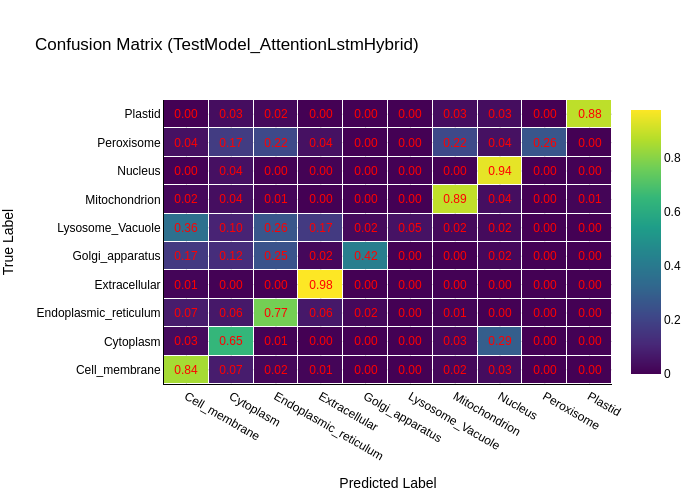 Confusion Matrix (TestModel_AttentionLstmHybrid)
True Label
Plastid 0.00 0.03 0.02 0.00 0.00 0.00 0.03 0.03 0.00 0.88
Peroxisome 0.04 0.17 0.22 0.04 0.00 0.00 0.22 0.04 0.00
Nucleus 0.00 0.04 0.00 0.00 0.00 0.00 0.00 0.94 0.00 0.00
Mitochondrion 0.02 0.04 0.01 0.00 0.00 0.00 0.89 0.04 0.00 0.01
Lysosome_Vacuole 0.36 0.10 0.17 0.02 0.05 0.02 0.02 0.00 0.00
Golgi_apparatus 0.17 0.12 0.25 0.02 0.42 0.00 0.00 0.02 0.00 0.00
Extracellular 0.01 0.00 0.00 0.98 0.00 0.00 0.00 0.00 0.00 0.00
Endoplasmic_reticulum 0.07 0.06 0.77 0.06 0.02 0.00 0.01 0.00 0.00 0.00
Cytoplasm 0.03 0.65 0.01 0.00 0.00 0.00 0.03 0.00 0.00
Cell_membrane 0.84 0.07 0.02 0.01 0.00 0.00 0.02 0.03 0.00 0.00
Cell_membrane Cytoplasm Endoplasmic_reticulum Extracellular Golgi_apparatus Lysosome_Vacuole Mitochondrion Nucleus Peroxisome Plastid
Predicted Label
0.8
0.6
0.4
0.2
0